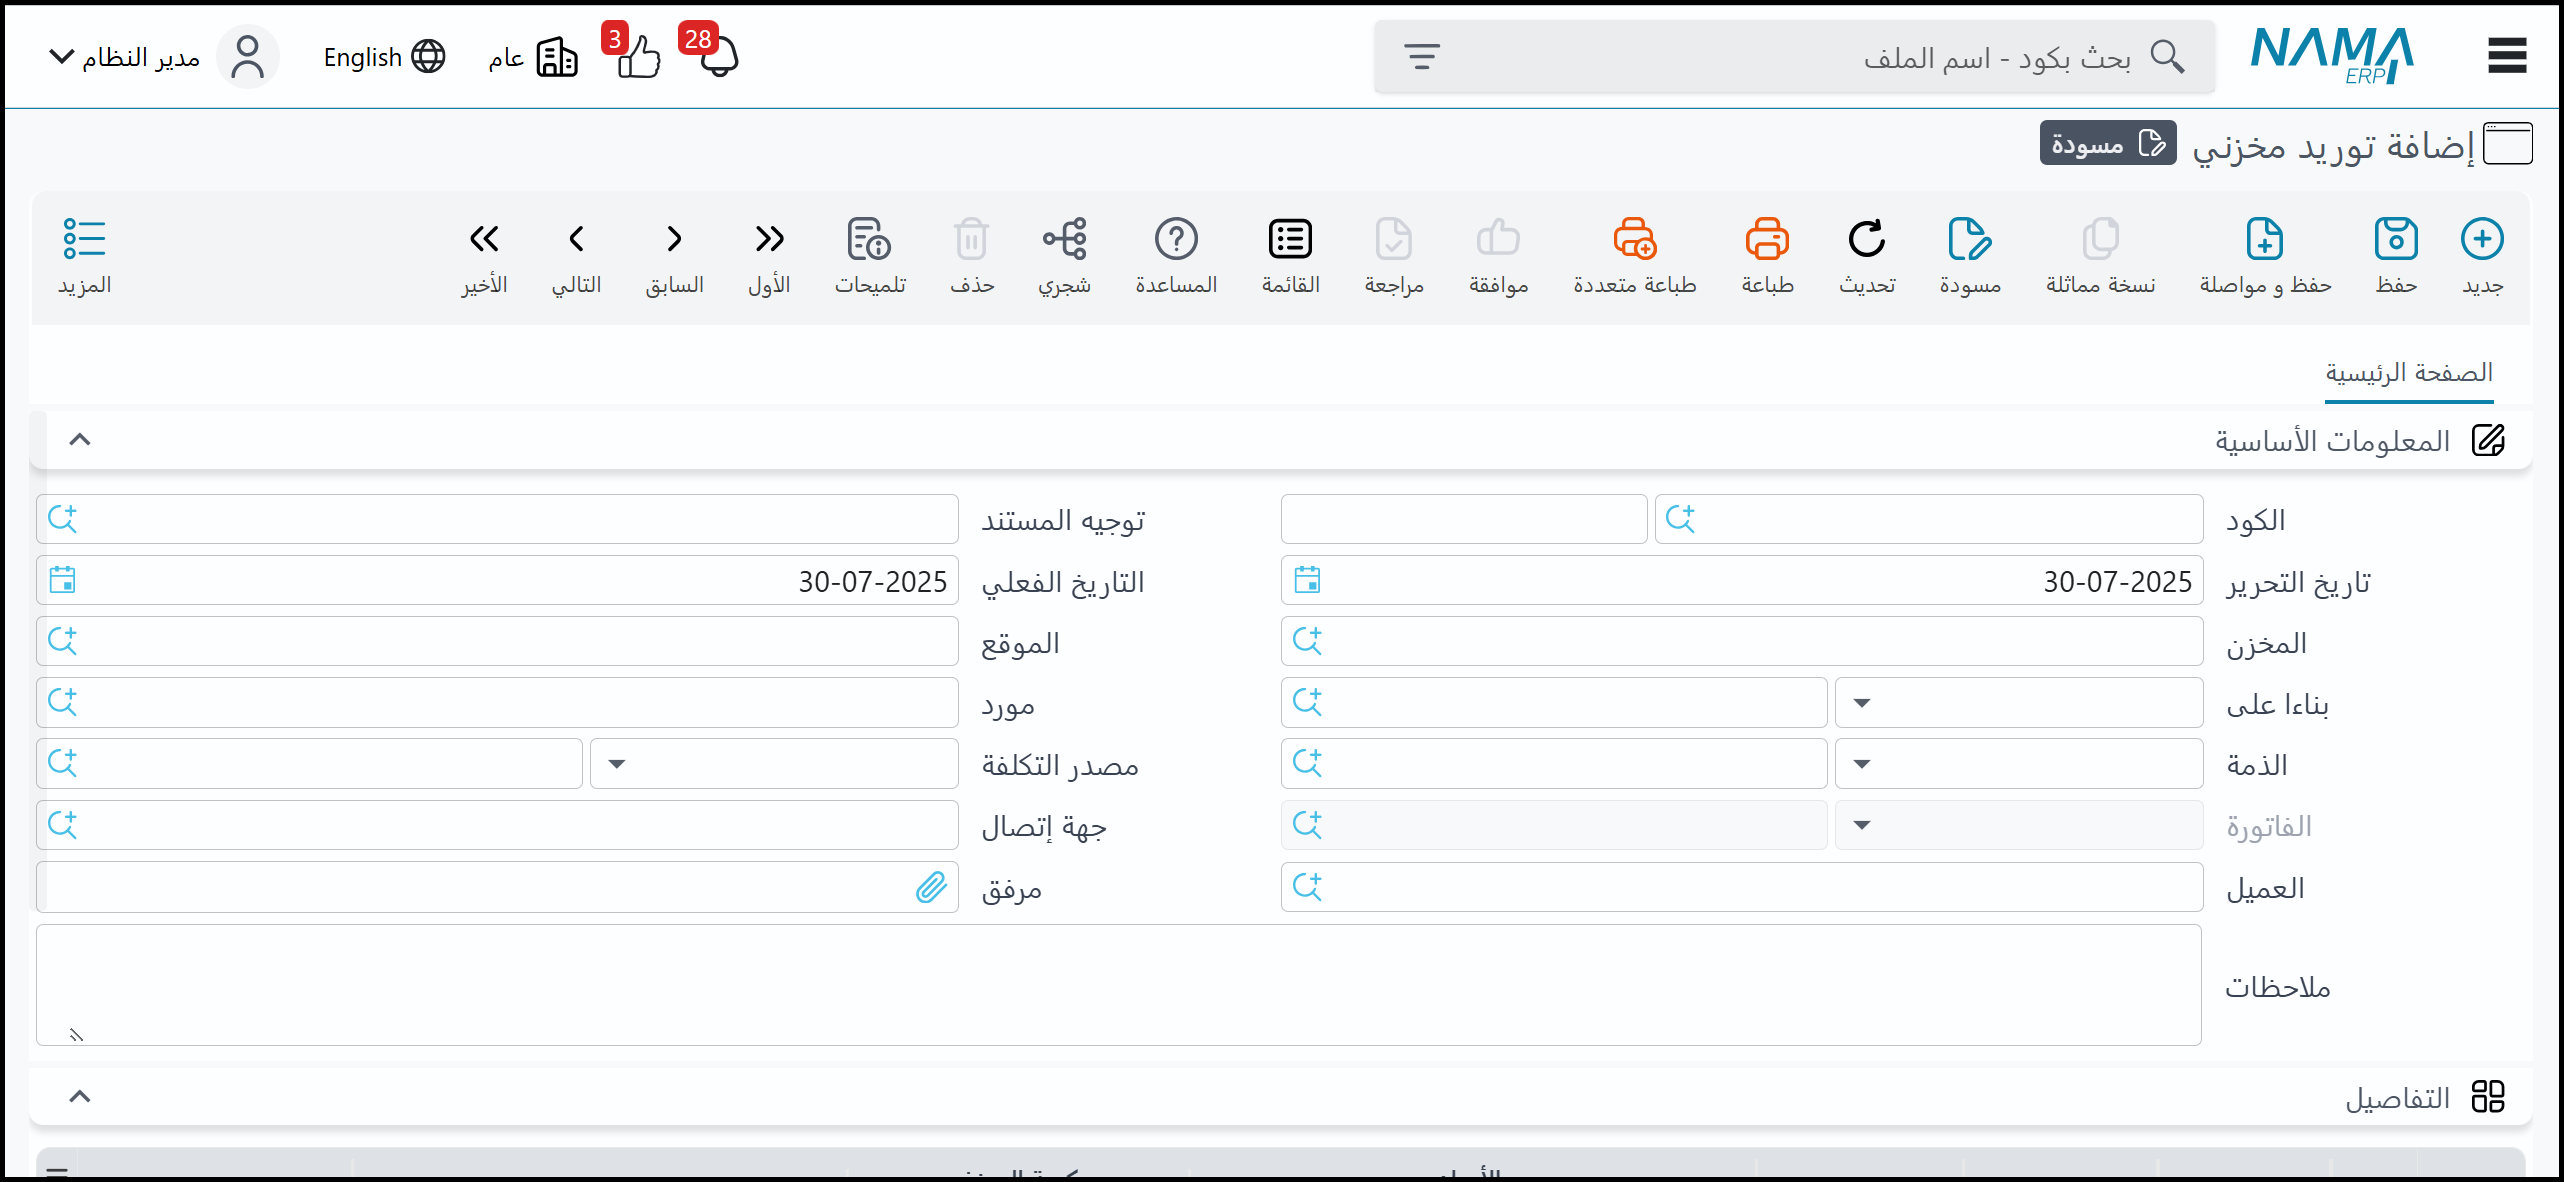 NAMA ERP
بحث بكود - اسم الملف
28
3
عام
English
مدير النظام
إضافة توريد مخزني
مسودة
جديد
حفظ
حفظ و مواصلة
نسخة مماثلة
مسودة
تحديث
طباعة
طباعة متعددة
موافقة
مراجعة
القائمة
المساعدة
شجري
حذف
تلميحات
الأول
السابق
التالي
الأخير
المزيد
الصفحة الرئيسية
المعلومات الأساسية
الكود
توجيه المستند
تاريخ التحرير
30-07-2025
التاريخ الفعلي
30-07-2025
المخزن
الموقع
بناءا على
مورد
الذمة
مصدر التكلفة
الفاتورة
جهة إتصال
العميل
مرفق
ملاحظات
التفاصيل